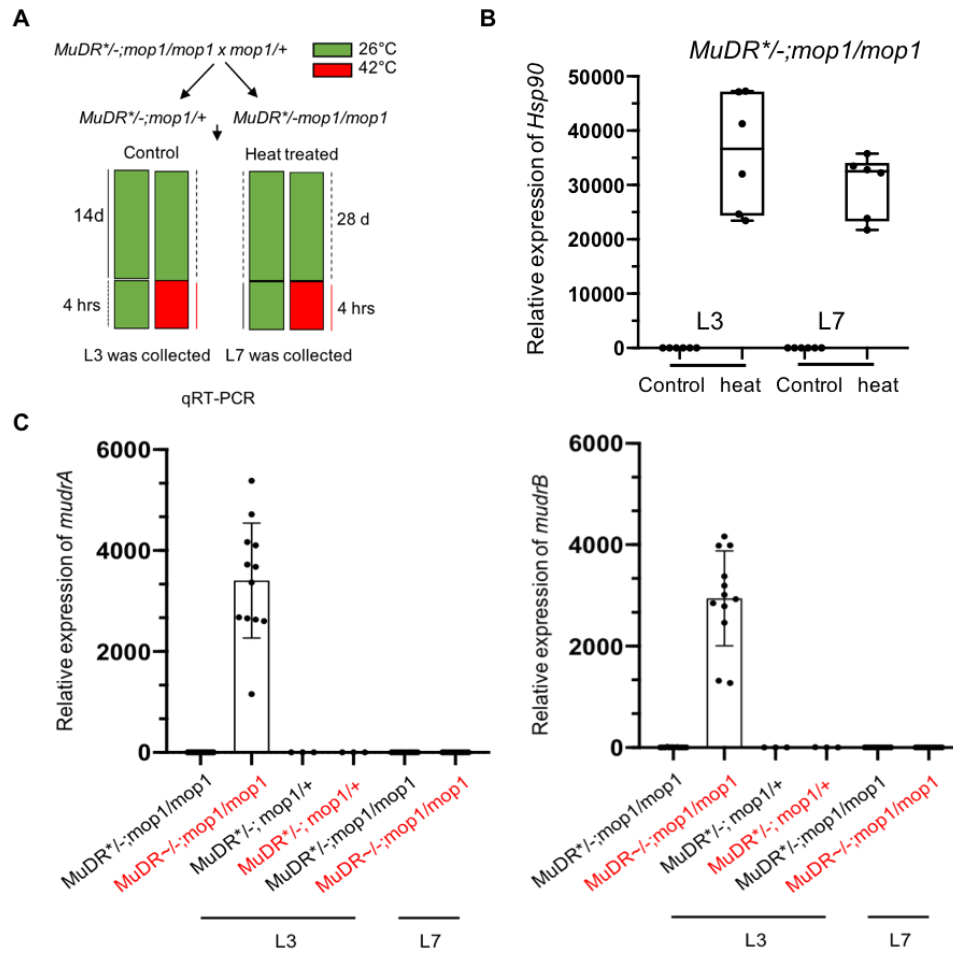 A
MuDR*/-;mop1/mop1 x mop1/+
26°C
42°C
MuDR*/-;mop1/+
MuDR*/-mop1/mop1
Control
Heat treated
14d
28 d
4 hrs
4 hrs
L3 was collected
L7 was collected
qRT-PCR
B
MuDR*/-;mop1/mop1
Relative expression of Hsp90
50000
40000
30000
20000
10000
0
L3
L7
Control
heat
Control
heat
C
Relative expression of mudrA
6000
4000
2000
0
MuDR*/-;mop1/mop1
MuDR~/-;mop1/mop1
MuDR*/-; mop1/+
MuDR*/-; mop1/+
MuDR*/-;mop1/mop1
MuDR~/-;mop1/mop1
L3
L7
Relative expression of mudrB
6000
4000
2000
0
MuDR*/-;mop1/mop1
MuDR~/-;mop1/mop1
MuDR*/-; mop1/+
MuDR*/-; mop1/+
MuDR*/-;mop1/mop1
MuDR~/-;mop1/mop1
L3
L7